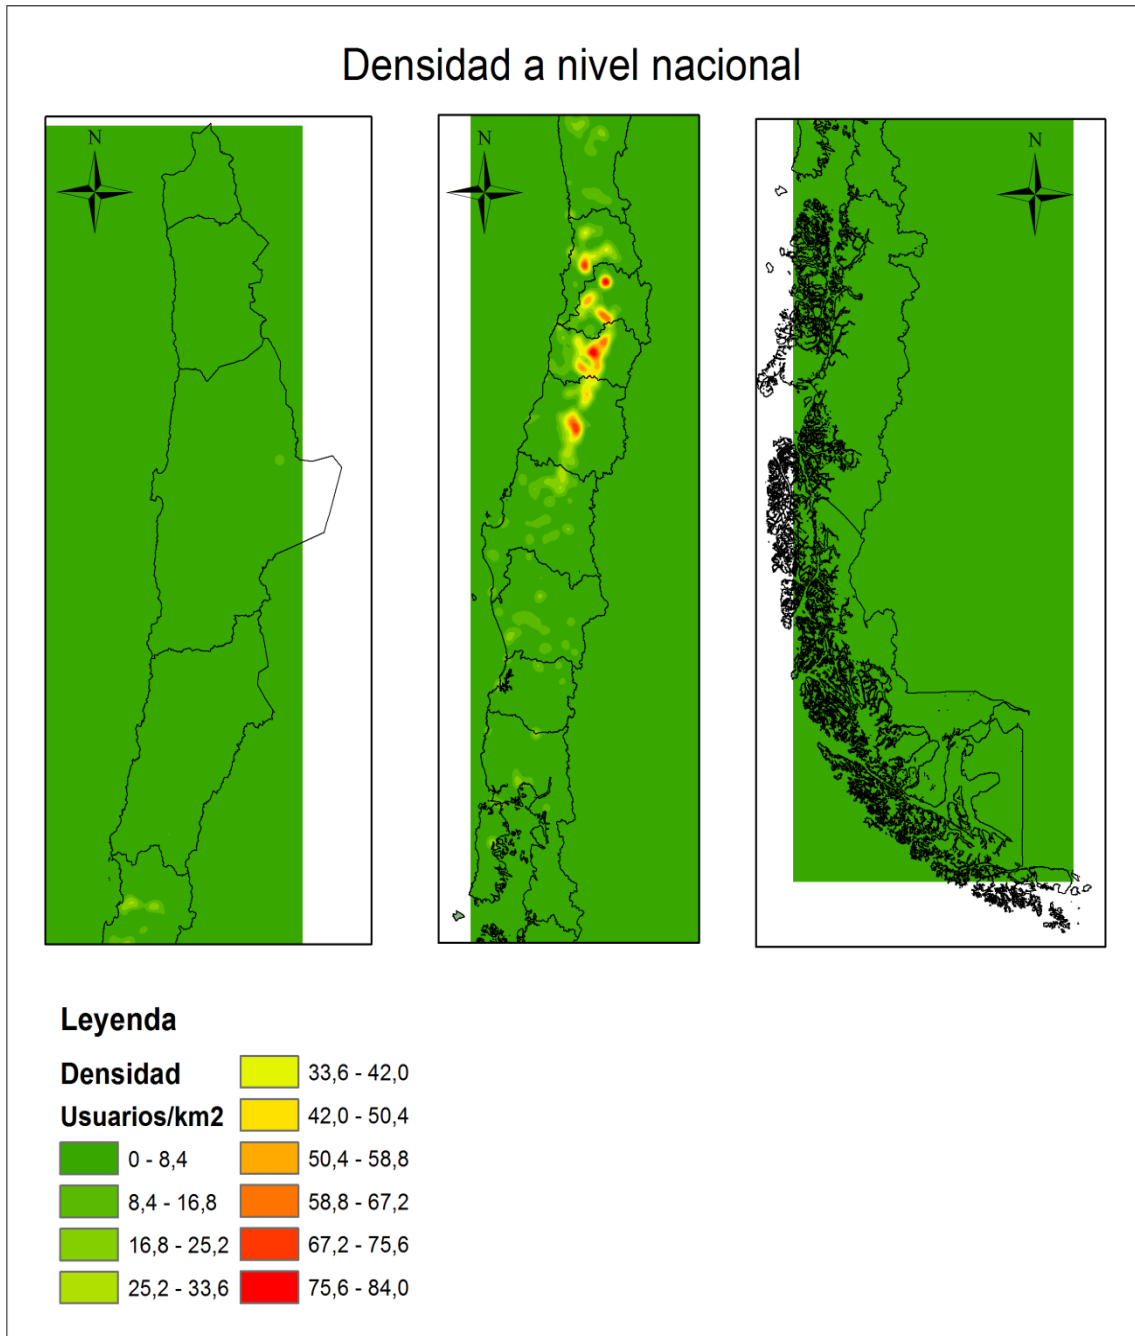 Densidad a nivel nacional
N
N
N
Leyenda
Densidad
Usuarios/km2
0 - 8,4
8,4 - 16,8
16,8 - 25,2
25,2 - 33,6
33,6 - 42,0
42,0 - 50,4
50,4 - 58,8
58,8 - 67,2
67,2 - 75,6
75,6 - 84,0